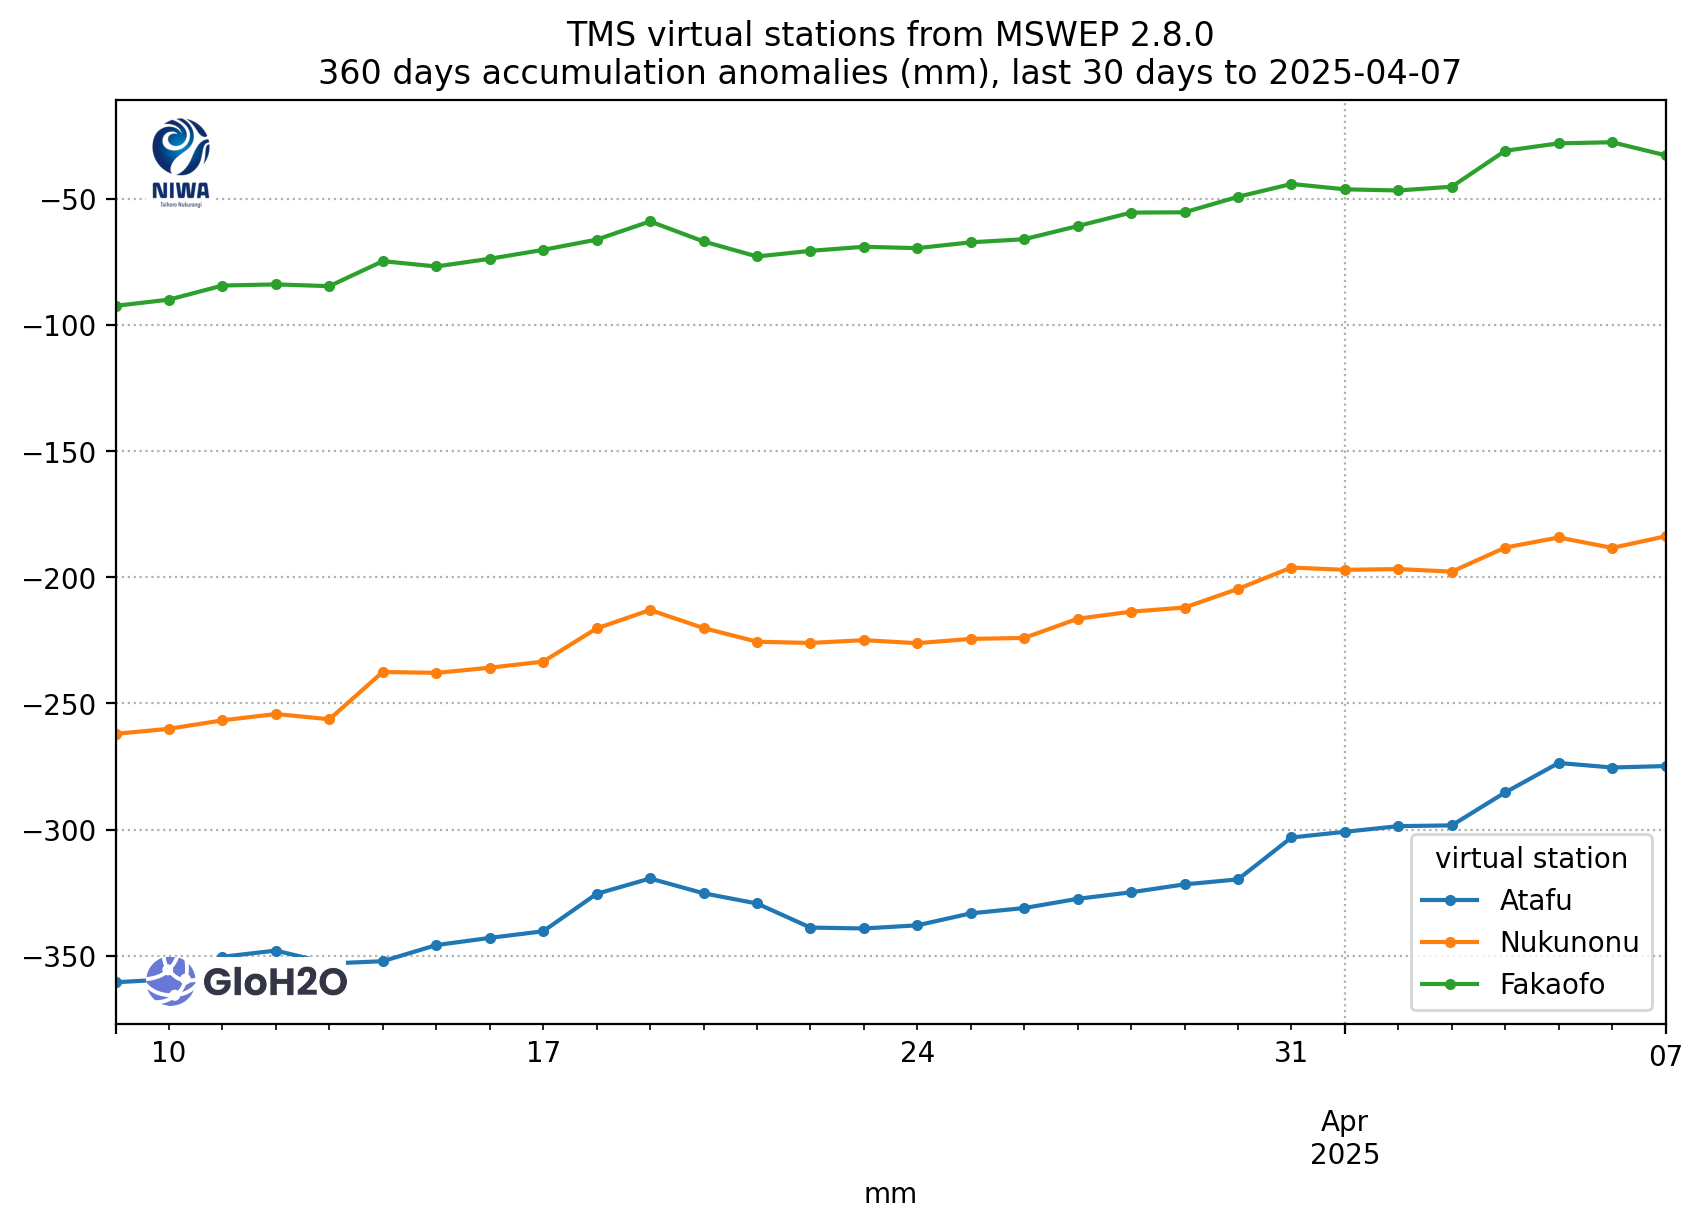 TMS virtual stations from MSWEP 2.8.0
360 days accumulation anomalies (mm), last 30 days to 2025-04-07
NIWA
Taihoro Nukurangi
−50
−100
−150
−200
−250
−300
−350
virtual station
Atafu
Nukunonu
Fakaofo
GloH2O
10 17 24 31 07
Apr
2025
mm